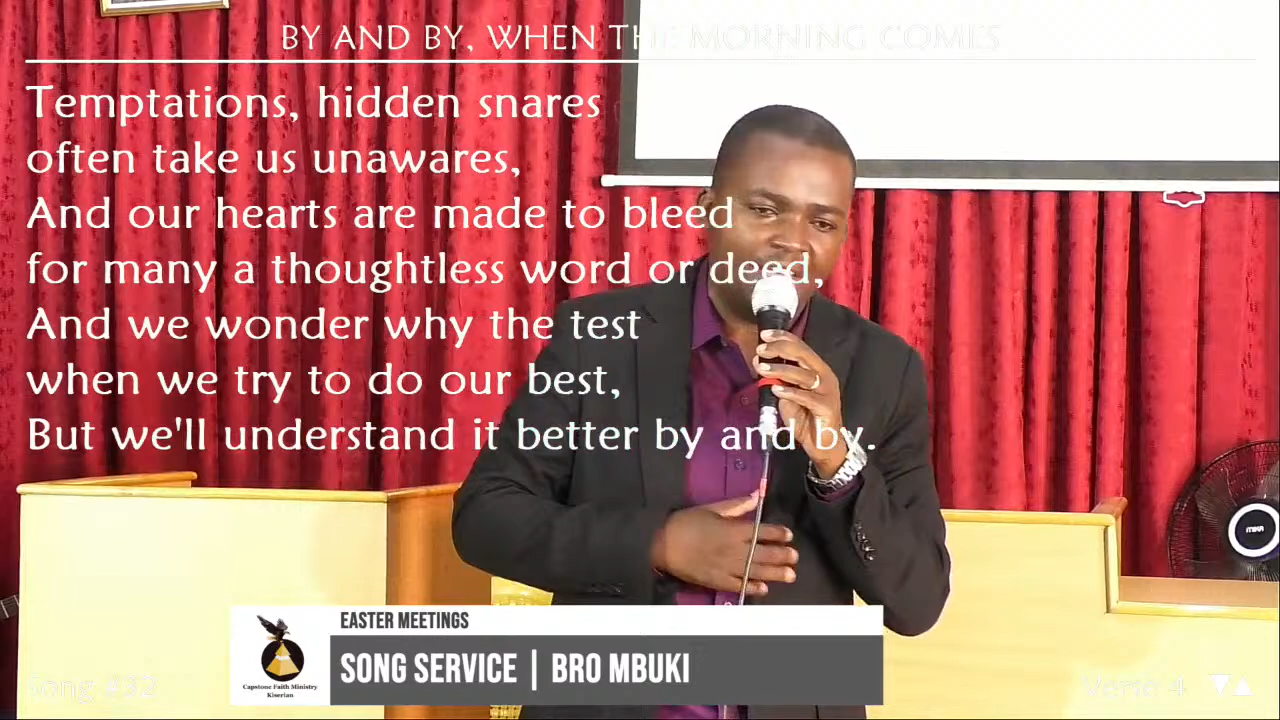 BY AND BY, WHEN THE MORNING COMES
Temptations, hidden snares
often take us unawares,
And our hearts are made to bleed
for many a thoughtless word or deed,
And we wonder why the test
when we try to do our best,
But we'll understand it better by and by.
mika
EASTER MEETINGS
SONG SERVICE | BRO MBUKI
Capstone Faith Ministry
Kiserian
Song #32
Verse 4 ▼▲